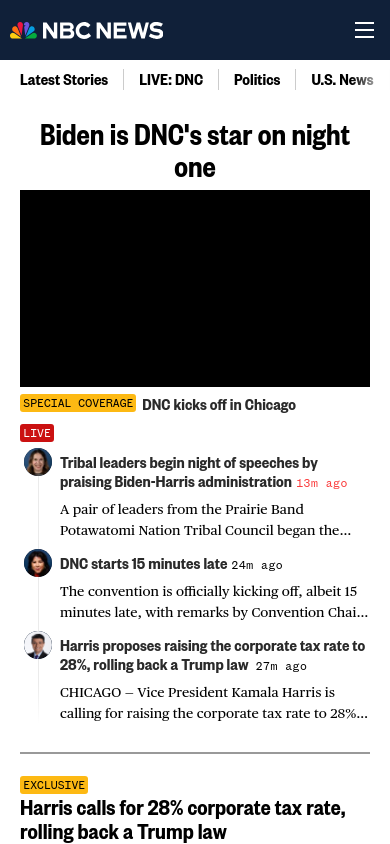 NBC NEWS
Latest Stories LIVE: DNC Politics U.S. News
Biden is DNC's star on night
one
SPECIAL COVERAGE DNC kicks off in Chicago
LIVE
Tribal leaders begin night of speeches by
praising Biden-Harris administration 13m ago
A pair of leaders from the Prairie Band
Potawatomi Nation Tribal Council began the…
DNC starts 15 minutes late 24m ago
The convention is officially kicking off, albeit 15
minutes late, with remarks by Convention Chai…
Harris proposes raising the corporate tax rate to
28%, rolling back a Trump law 27m ago
CHICAGO — Vice President Kamala Harris is
calling for raising the corporate tax rate to 28%…
EXCLUSIVE
Harris calls for 28% corporate tax rate,
rolling back a Trump law